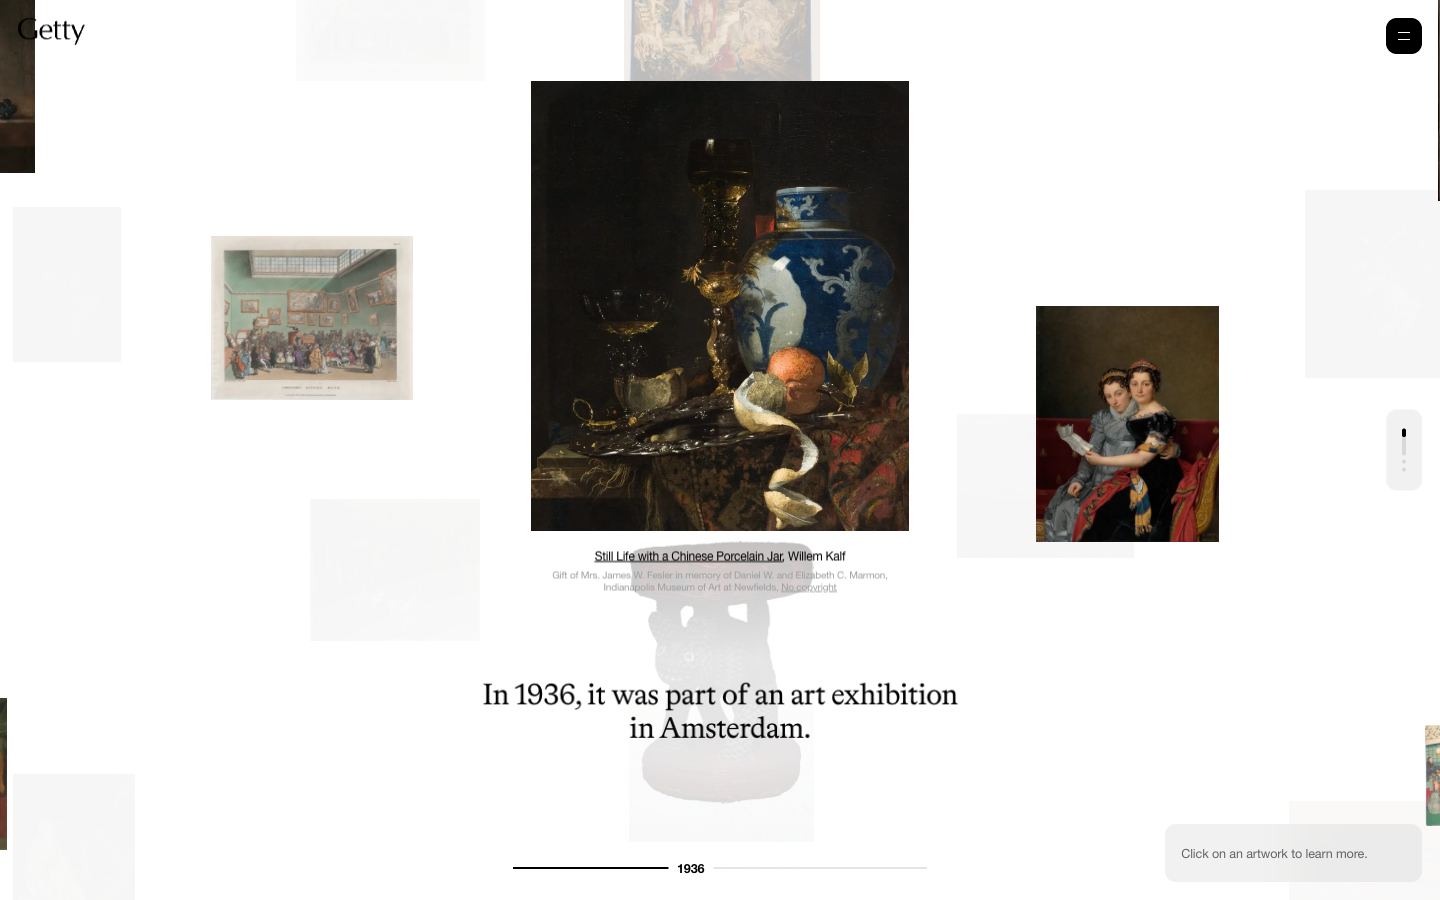 Getty
Still Life with a Chinese Porcelain Jar, Willem Kalf
Gift of Mrs. James W. Fesler in memory of Daniel W. and Elizabeth C. Marmon,
Indianapolis Museum of Art at Newfields, No copyright
In 1936, it was part of an art exhibition
in Amsterdam.
1936
Click on an artwork to learn more.